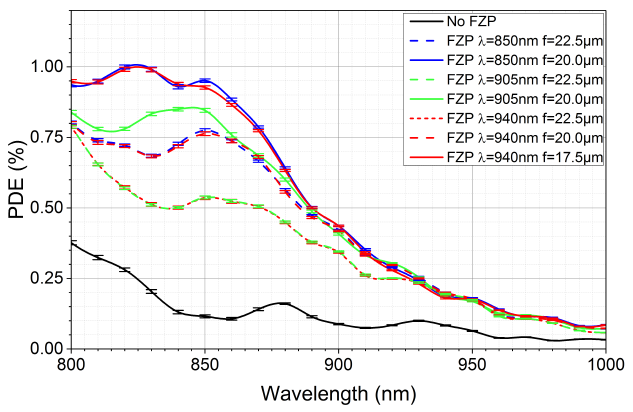 No FZP
FZP λ=850nm f=22.5µm
FZP λ=850nm f=20.0µm
FZP λ=905nm f=22.5µm
FZP λ=905nm f=20.0µm
FZP λ=940nm f=22.5µm
FZP λ=940nm f=20.0µm
FZP λ=940nm f=17.5µm
1.00
0.75
0.50
0.25
0.00
PDE (%)
800
850
900
950
1000
Wavelength (nm)